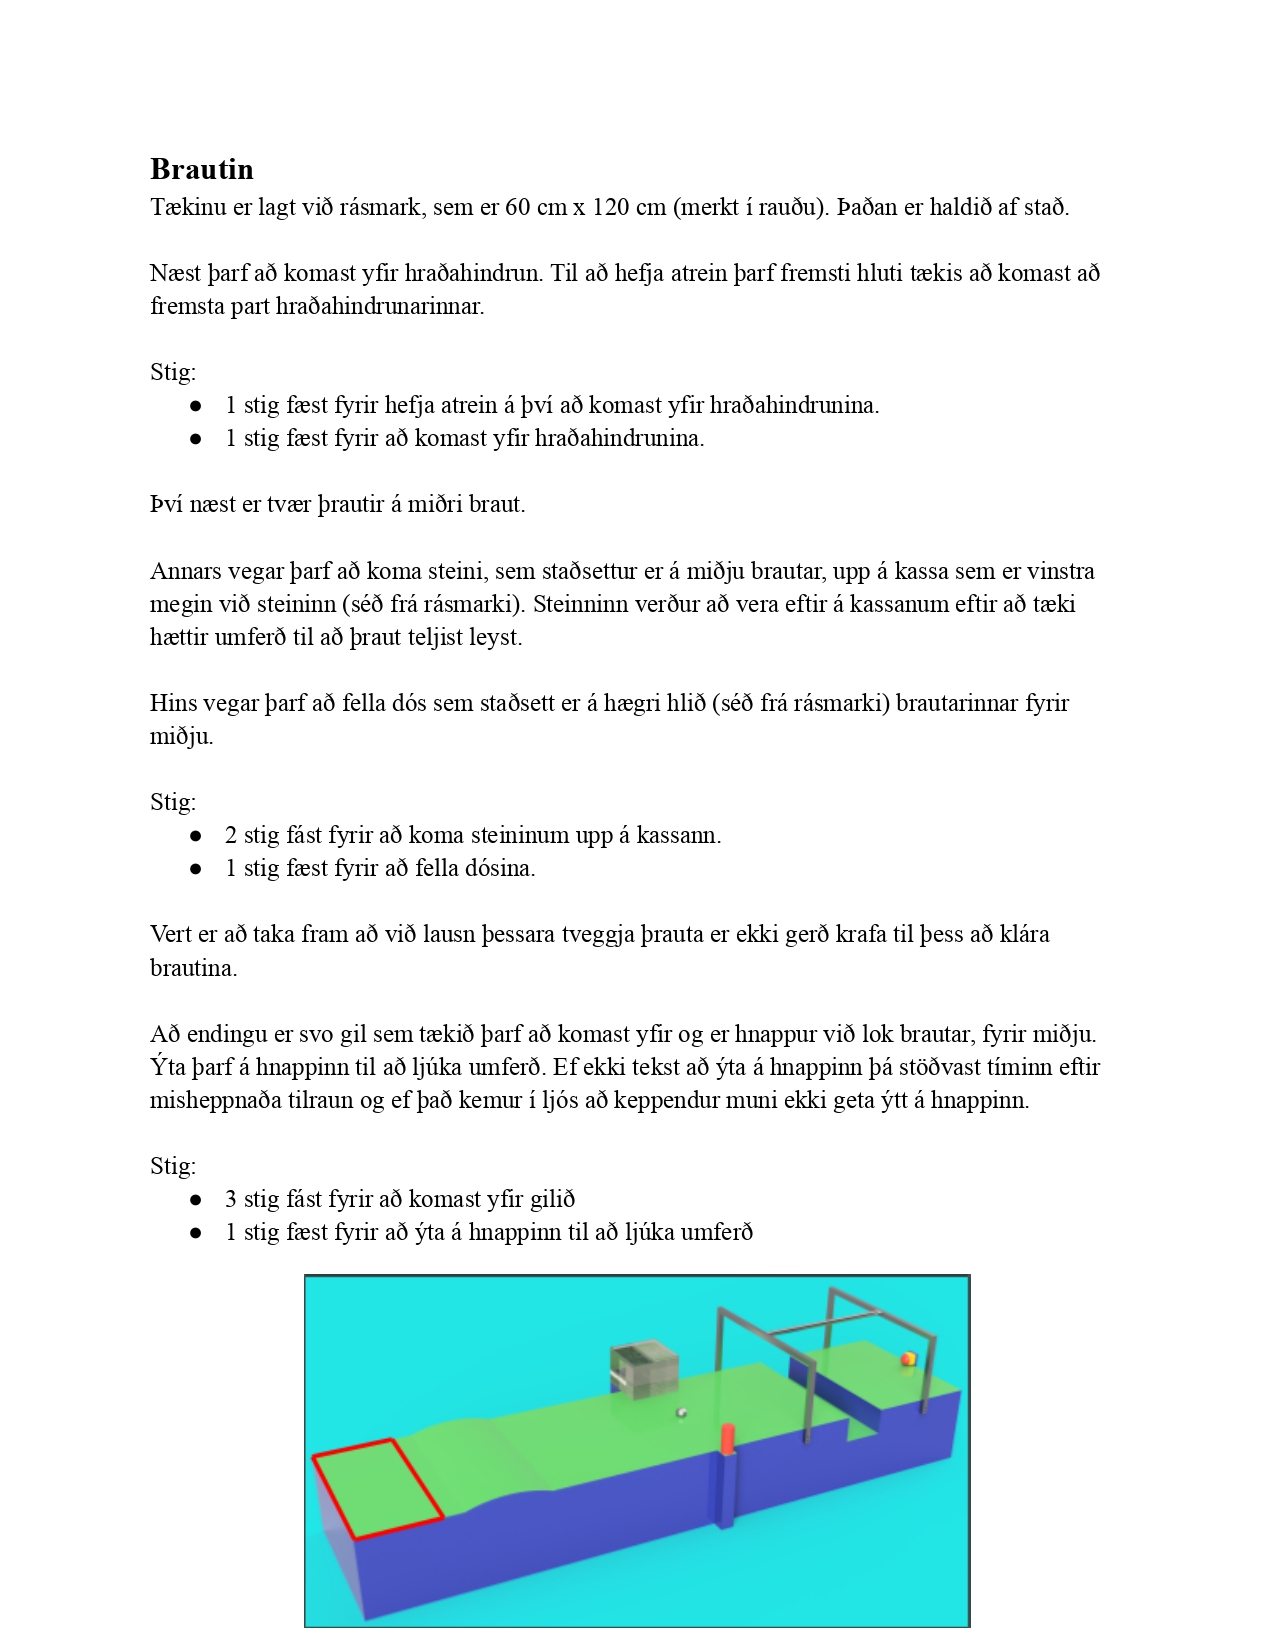 Brautin
Tækinu er lagt við rásmark, sem er 60 cm x 120 cm (merkt í rauðu). Þaðan er haldið af stað.
Næst þarf að komast yfir hraðahindrun. Til að hefja atrein þarf fremsti hluti tækis að komast að
fremsta part hraðahindrunarinnar.
Stig:
● 1 stig fæst fyrir hefja atrein á því að komast yfir hraðahindrunina.
● 1 stig fæst fyrir að komast yfir hraðahindrunina.
Því næst er tvær þrautir á miðri braut.
Annars vegar þarf að koma steini, sem staðsettur er á miðju brautar, upp á kassa sem er vinstra
megin við steininn (séð frá rásmarki). Steinninn verður að vera eftir á kassanum eftir að tæki
hættir umferð til að þraut teljist leyst.
Hins vegar þarf að fella dós sem staðsett er á hægri hlið (séð frá rásmarki) brautarinnar fyrir
miðju.
Stig:
● 2 stig fást fyrir að koma steininum upp á kassann.
● 1 stig fæst fyrir að fella dósina.
Vert er að taka fram að við lausn þessara tveggja þrauta er ekki gerð krafa til þess að klára
brautina.
Að endingu er svo gil sem tækið þarf að komast yfir og er hnappur við lok brautar, fyrir miðju.
Ýta þarf á hnappinn til að ljúka umferð. Ef ekki tekst að ýta á hnappinn þá stöðvast tíminn eftir
misheppnaða tilraun og ef það kemur í ljós að keppendur muni ekki geta ýtt á hnappinn.
Stig:
● 3 stig fást fyrir að komast yfir gilið
● 1 stig fæst fyrir að ýta á hnappinn til að ljúka umferð